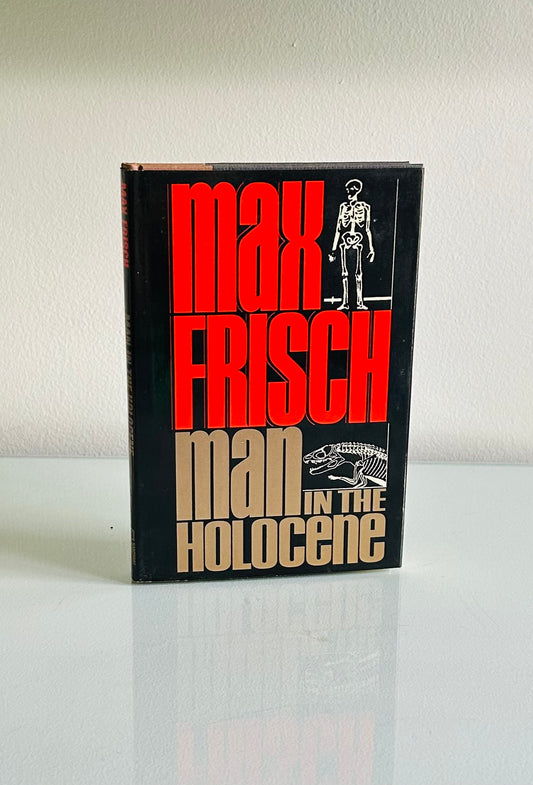 max
FRISCH
man
IN THE
HOLOCENE
MAX FRISCH
MAN IN THE HOLOCENE